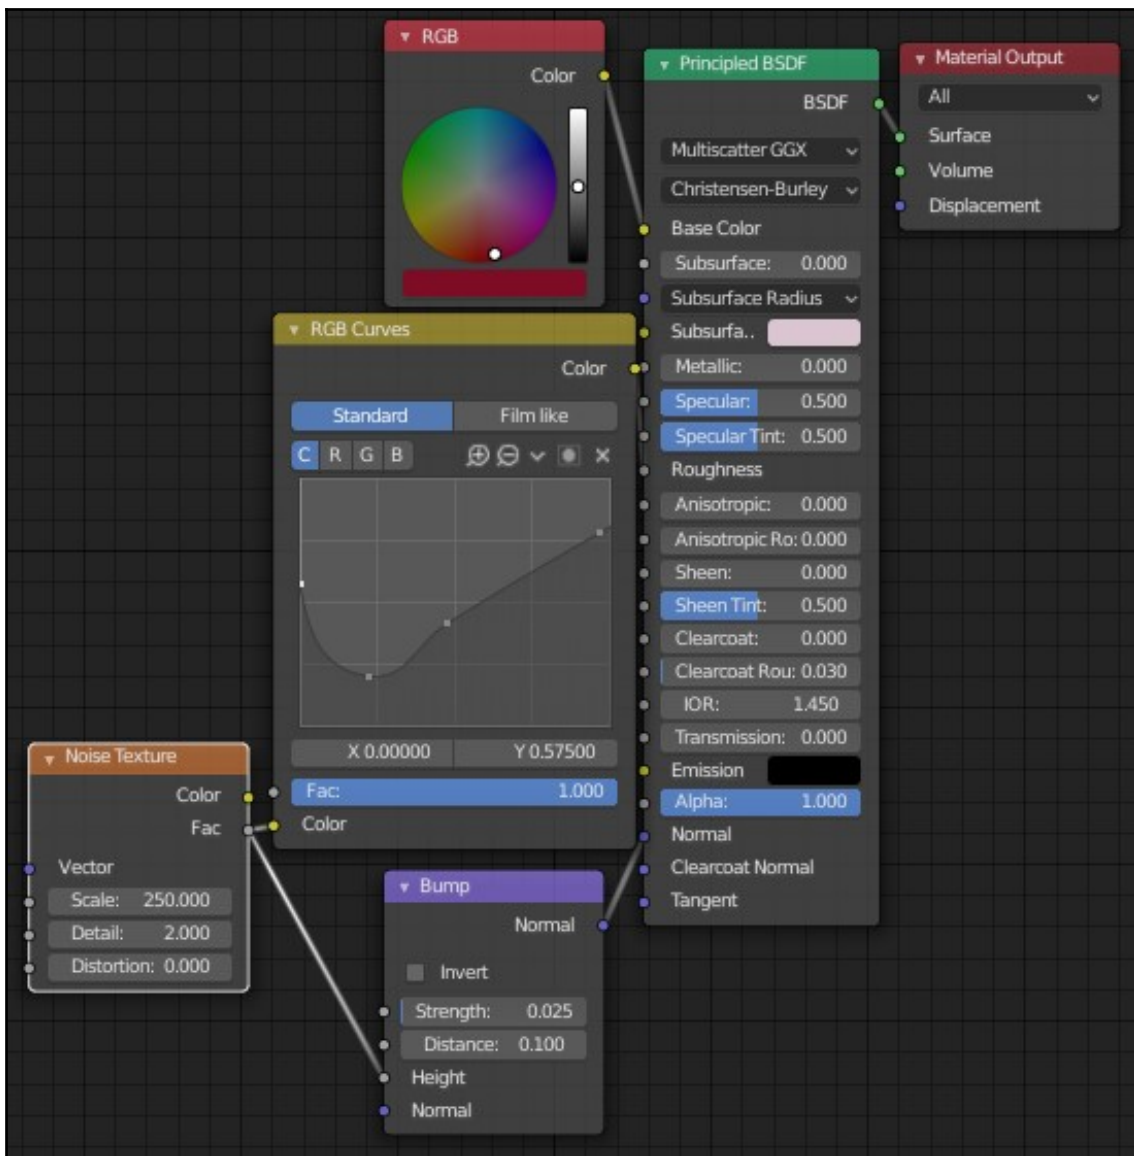 RGB
Color
Principled BSDF
BSDF
Multiscatter GGX
Christensen-Burley
Base Color
Subsurface: 0.000
Subsurface Radius
Subsurfa..
Metallic: 0.000
Specular: 0.500
Specular Tint: 0.500
Roughness
Anisotropic: 0.000
Anisotropic Ro: 0.000
Sheen: 0.000
Sheen Tint: 0.500
Clearcoat: 0.000
Clearcoat Rou: 0.030
IOR: 1.450
Transmission: 0.000
Emission
Alpha: 1.000
Normal
Clearcoat Normal
Tangent
Material Output
All
Surface
Volume
Displacement
RGB Curves
Color
Standard Film like
C R G B
X 0.00000 Y 0.57500
Fac: 1.000
Color
Noise Texture
Color
Fac
Vector
Scale: 250.000
Detail: 2.000
Distortion: 0.000
Bump
Normal
Invert
Strength: 0.025
Distance: 0.100
Height
Normal